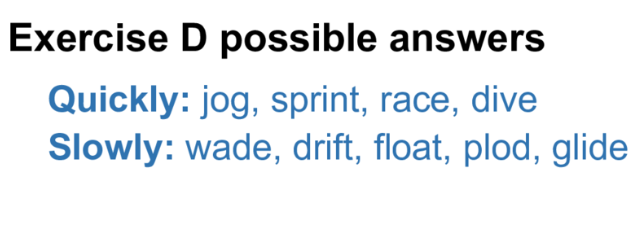 Exercise D possible answers
Quickly: jog, sprint, race, dive
Slowly: wade, drift, float, plod, glide